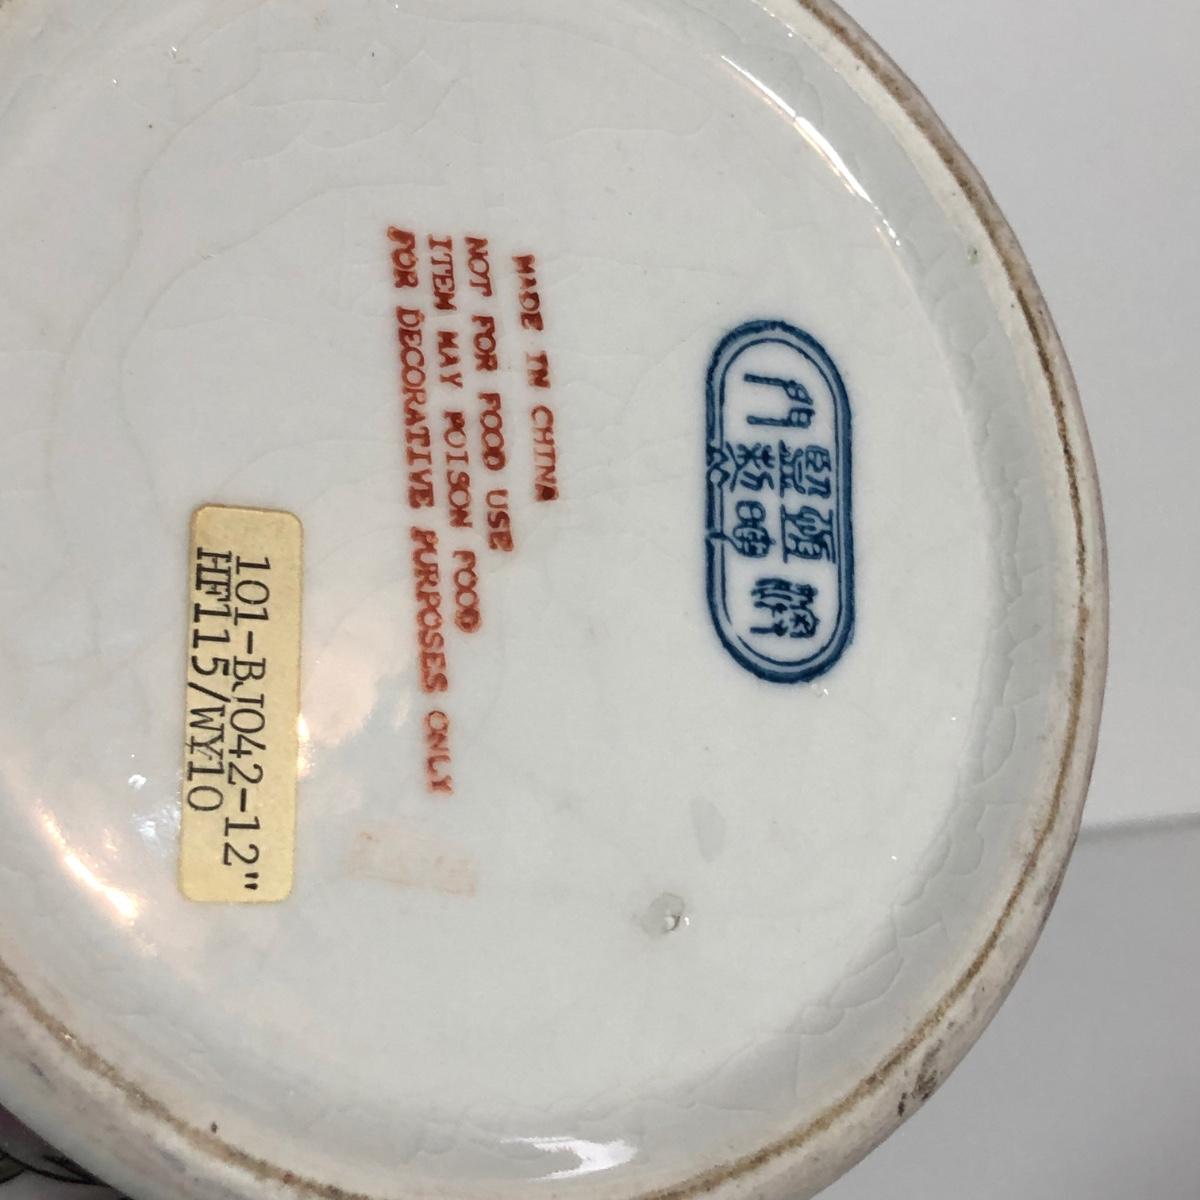 MADE IN CHINA
NOT FOR FOOD USE
ITEM MAY POISON FOOD
FOR DECORATIVE PURPOSES ONLY
101-BJ042-12"
HF115/WY10